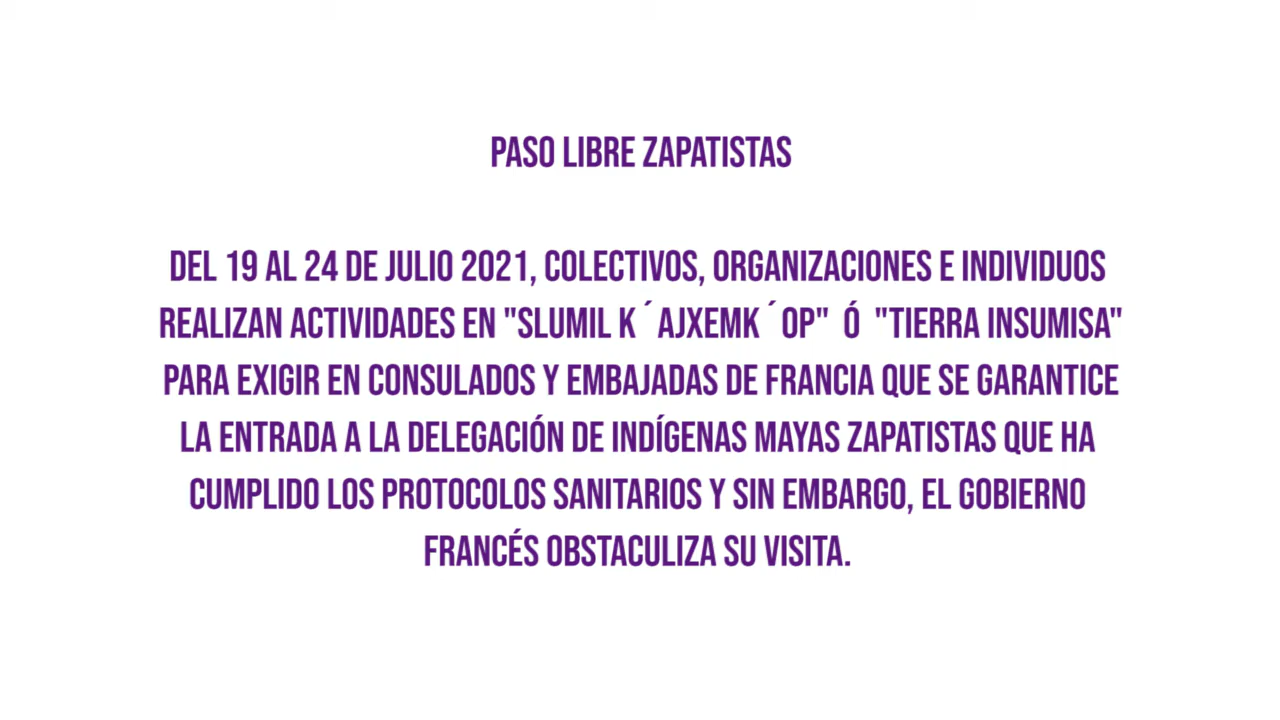 PASO LIBRE ZAPATISTAS
DEL 19 AL 24 DE JULIO 2021, COLECTIVOS, ORGANIZACIONES E INDIVIDUOS
REALIZAN ACTIVIDADES EN "SLUMIL K´AJXEMK´OP" Ó "TIERRA INSUMISA"
PARA EXIGIR EN CONSULADOS Y EMBAJADAS DE FRANCIA QUE SE GARANTICE
LA ENTRADA A LA DELEGACIÓN DE INDÍGENAS MAYAS ZAPATISTAS QUE HA
CUMPLIDO LOS PROTOCOLOS SANITARIOS Y SIN EMBARGO, EL GOBIERNO
FRANCÉS OBSTACULIZA SU VISITA.